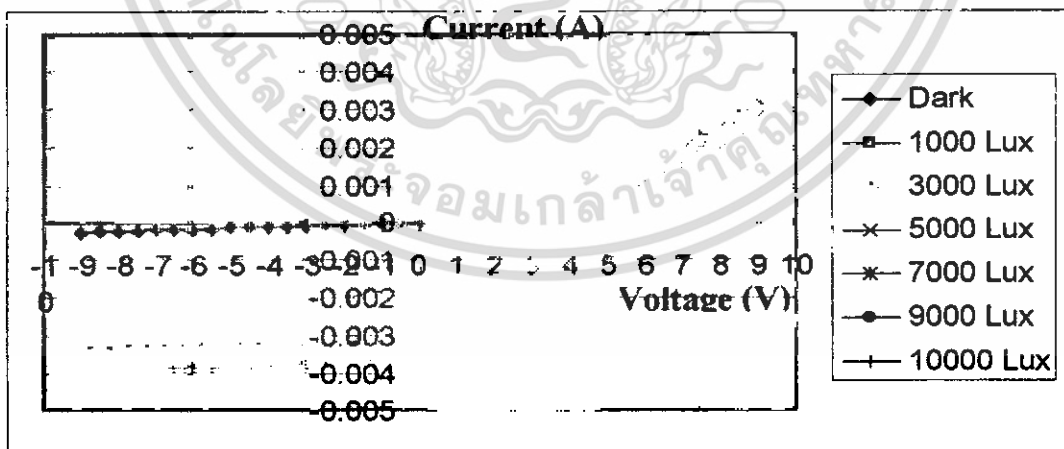 Current (A)
0.005
0.004
0.003
0.002
0.001
0
-0.001
-0.002
-0.003
-0.004
-0.005
-1 -9 -8 -7 -6 -5 -4 -3 -2 -1 0 1 2 3 4 5 6 7 8 9 10
0
Voltage (V)
Dark
1000 Lux
3000 Lux
5000 Lux
7000 Lux
9000 Lux
10000 Lux